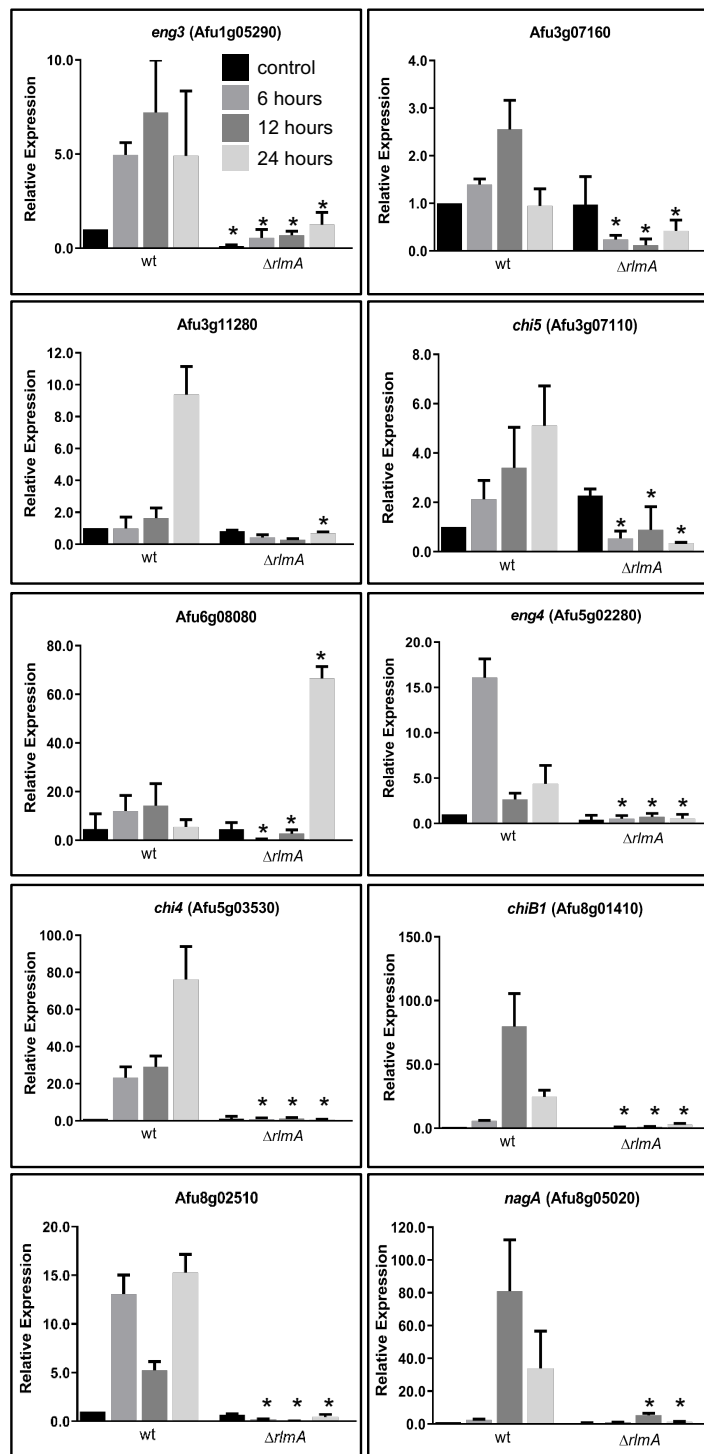 eng3 (Afu1g05290)
Relative Expression
10.0
5.0
0.0
control
6 hours
12 hours
24 hours
* * * *
wt
ΔrlmA
Afu3g07160
Relative Expression
4.0
3.0
2.0
1.0
0.0
* * *
wt
ΔrlmA
Afu3g11280
Relative Expression
12.0
10.0
8.0
6.0
4.0
2.0
0.0
*
wt
ΔrlmA
chi5 (Afu3g07110)
Relative Expression
8.0
6.0
4.0
2.0
0.0
* * *
wt
ΔrlmA
Afu6g08080
Relative Expression
80.0
60.0
40.0
20.0
0.0
* * *
wt
ΔrlmA
eng4 (Afu5g02280)
Relative Expression
20.0
15.0
10.0
5.0
0.0
* * *
wt
ΔrlmA
chi4 (Afu5g03530)
Relative Expression
100.0
80.0
60.0
40.0
20.0
0.0
* * *
wt
ΔrlmA
chiB1 (Afu8g01410)
Relative Expression
150.0
100.0
50.0
0.0
* * *
wt
ΔrlmA
Afu8g02510
Relative Expression
20.0
15.0
10.0
5.0
0.0
* * *
wt
ΔrlmA
nagA (Afu8g05020)
Relative Expression
120.0
100.0
80.0
60.0
40.0
20.0
0.0
* *
wt
ΔrlmA